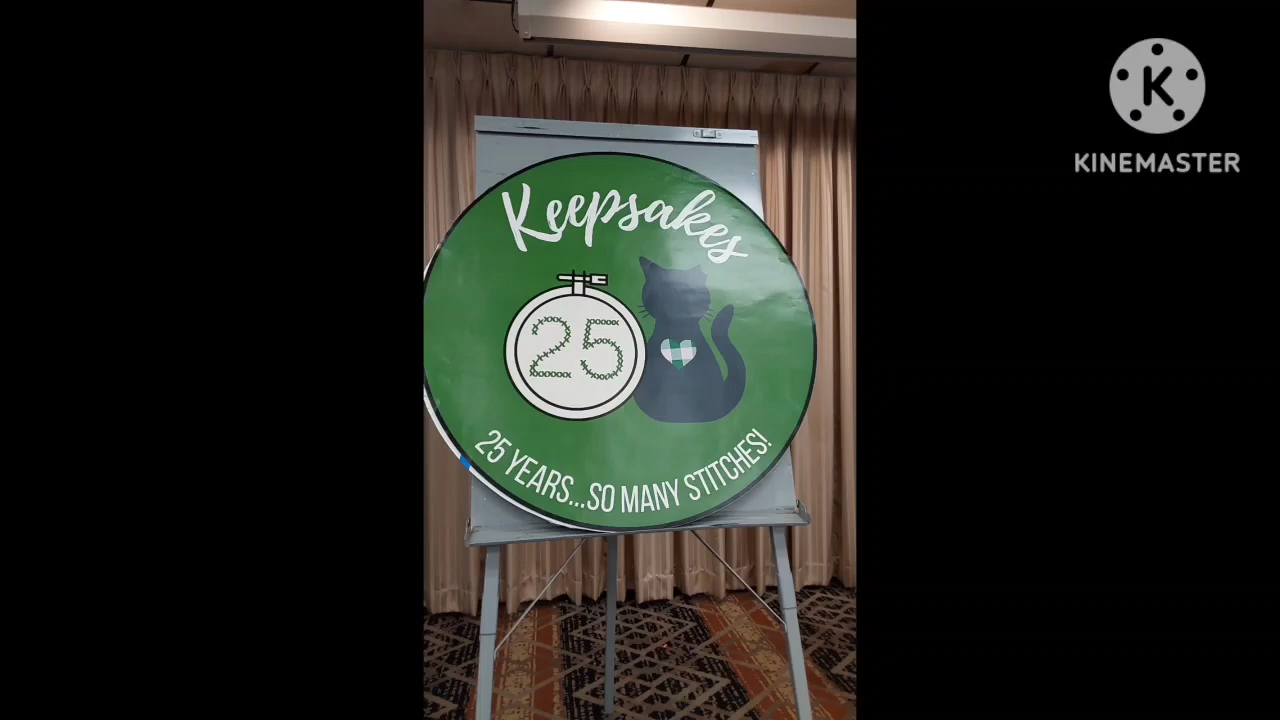 Keepsakes
25
25 YEARS...SO MANY STITCHES!
K
KINEMASTER